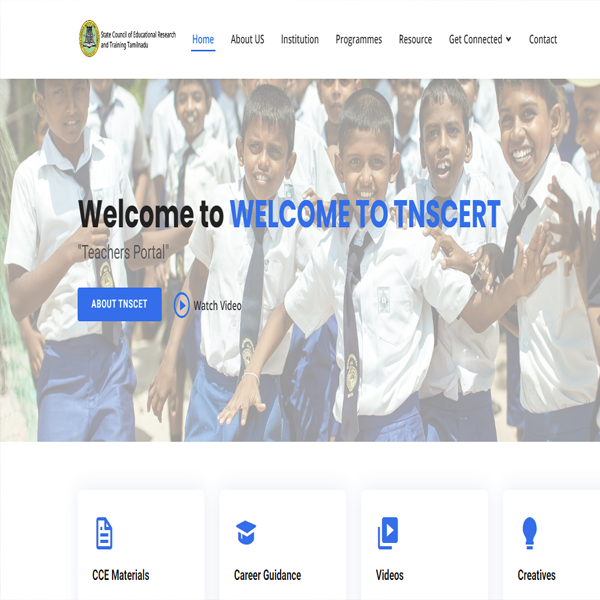 State Council of Educational Research
and Training Tamilnadu
Home About US Institution Programmes Resource Get Connected Contact
Welcome to WELCOME TO TNSCERT
"Teachers Portal"
ABOUT TNSCET Watch Video
CCE Materials Career Guidance Videos Creatives